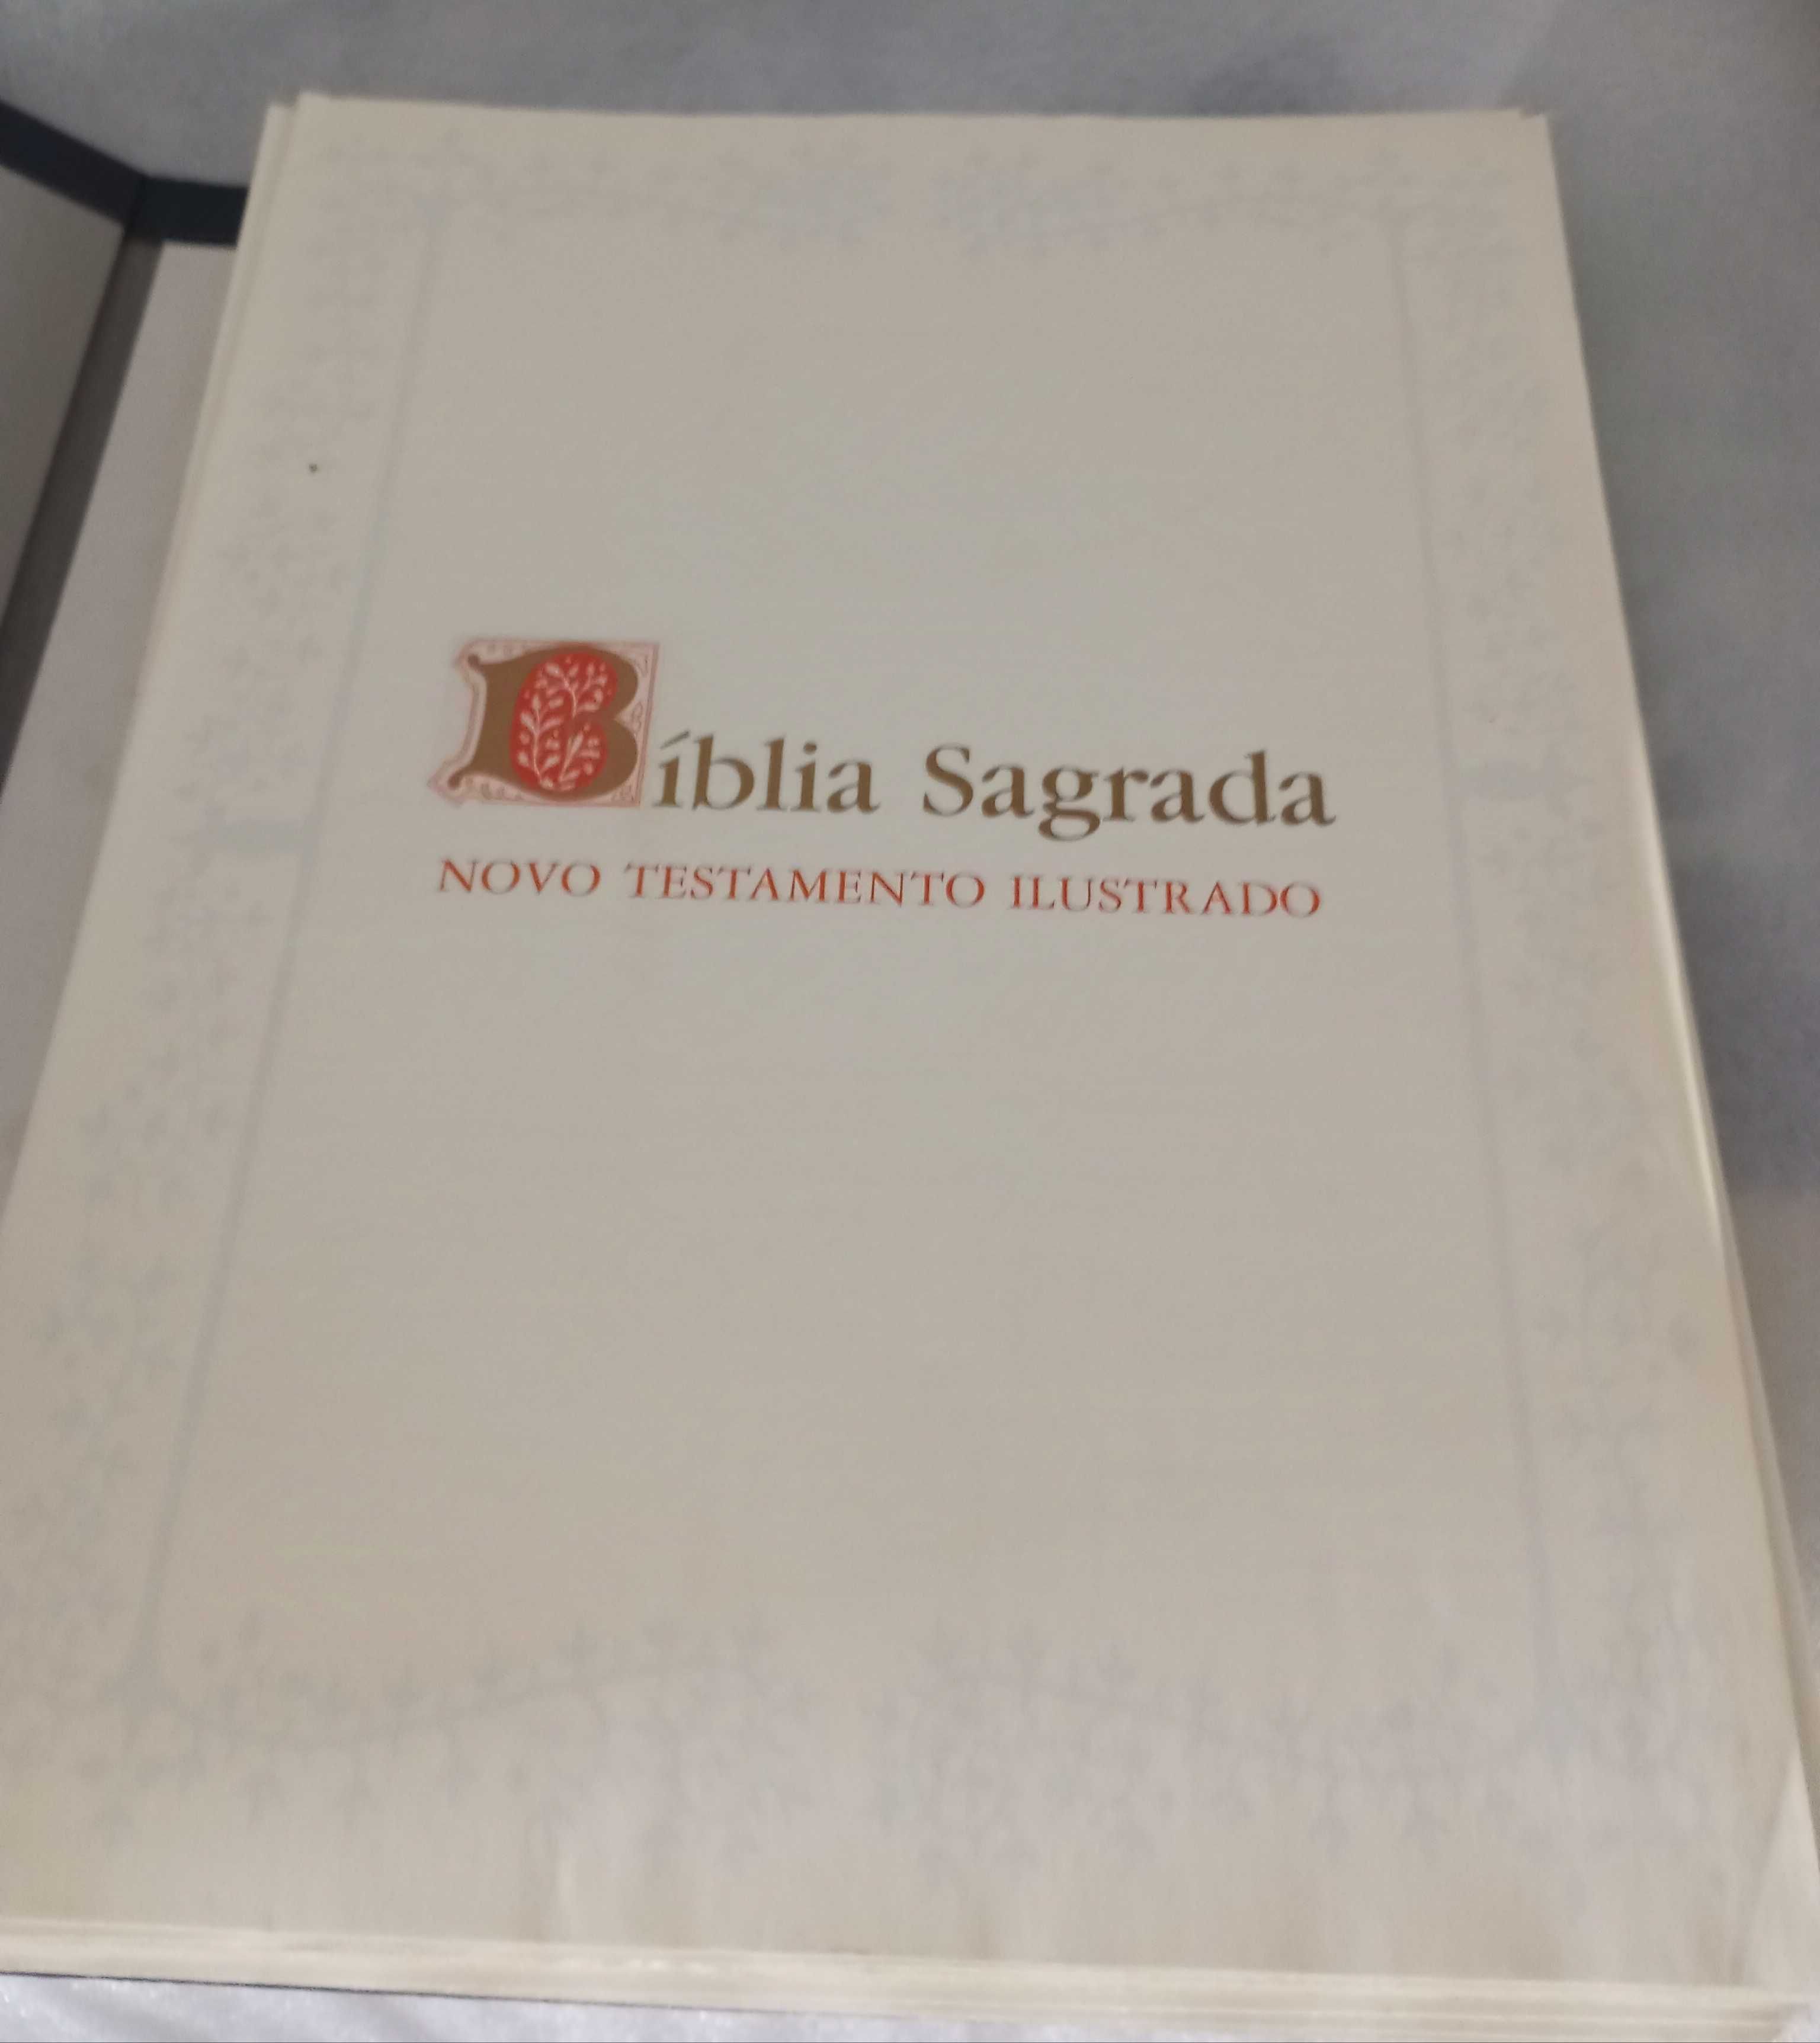 Bíblia Sagrada
NOVO TESTAMENTO ILUSTRADO